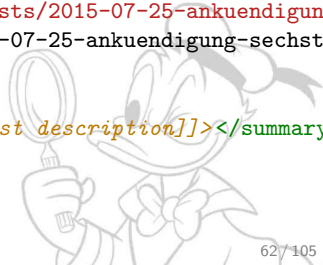 sts/2015-07-25-ankuendigun
-07-25-ankuendigung-sechst
st description]]></summary
62 / 105